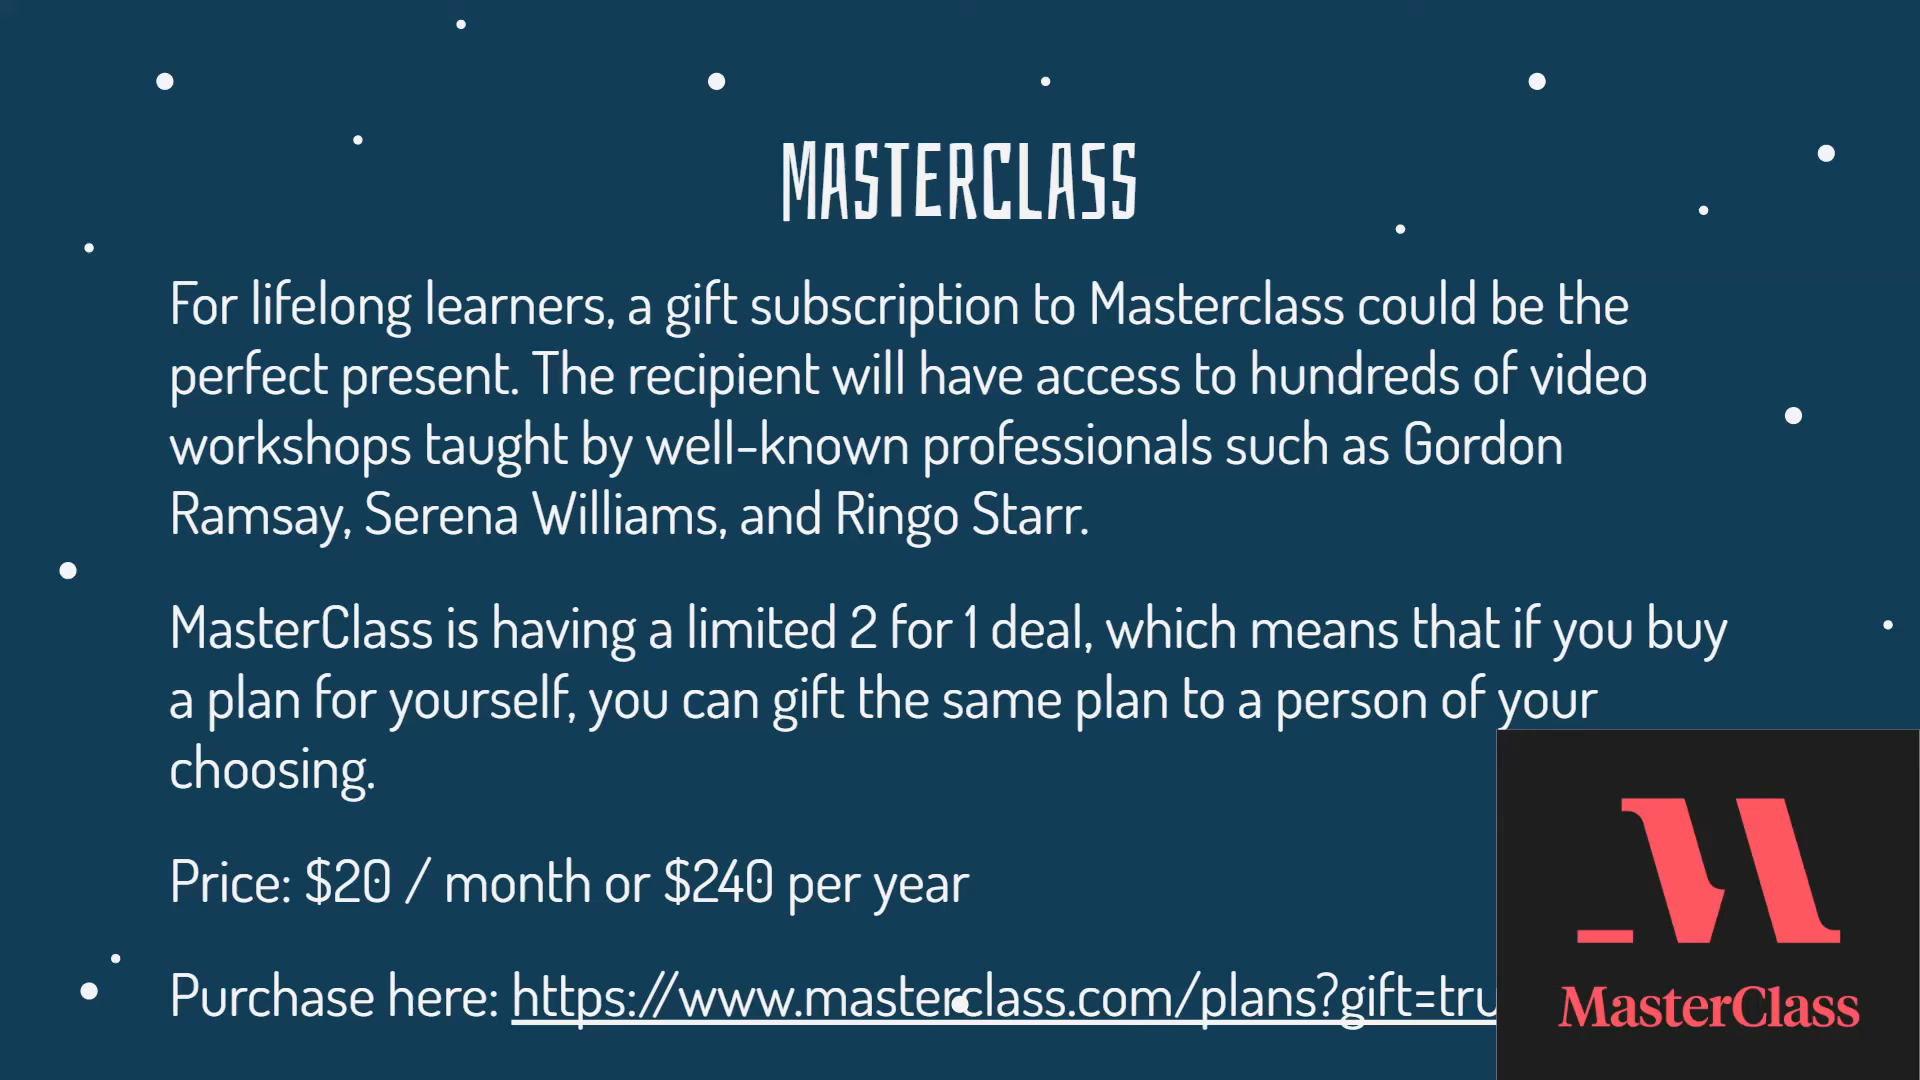 MASTERCLASS
For lifelong learners, a gift subscription to Masterclass could be the
perfect present. The recipient will have access to hundreds of video
workshops taught by well-known professionals such as Gordon
Ramsay, Serena Williams, and Ringo Starr.
MasterClass is having a limited 2 for 1 deal, which means that if you buy
a plan for yourself, you can gift the same plan to a person of your
choosing.
Price: $20 / month or $240 per year
Purchase here: https://www.masterclass.com/plans?gift=tru
MasterClass